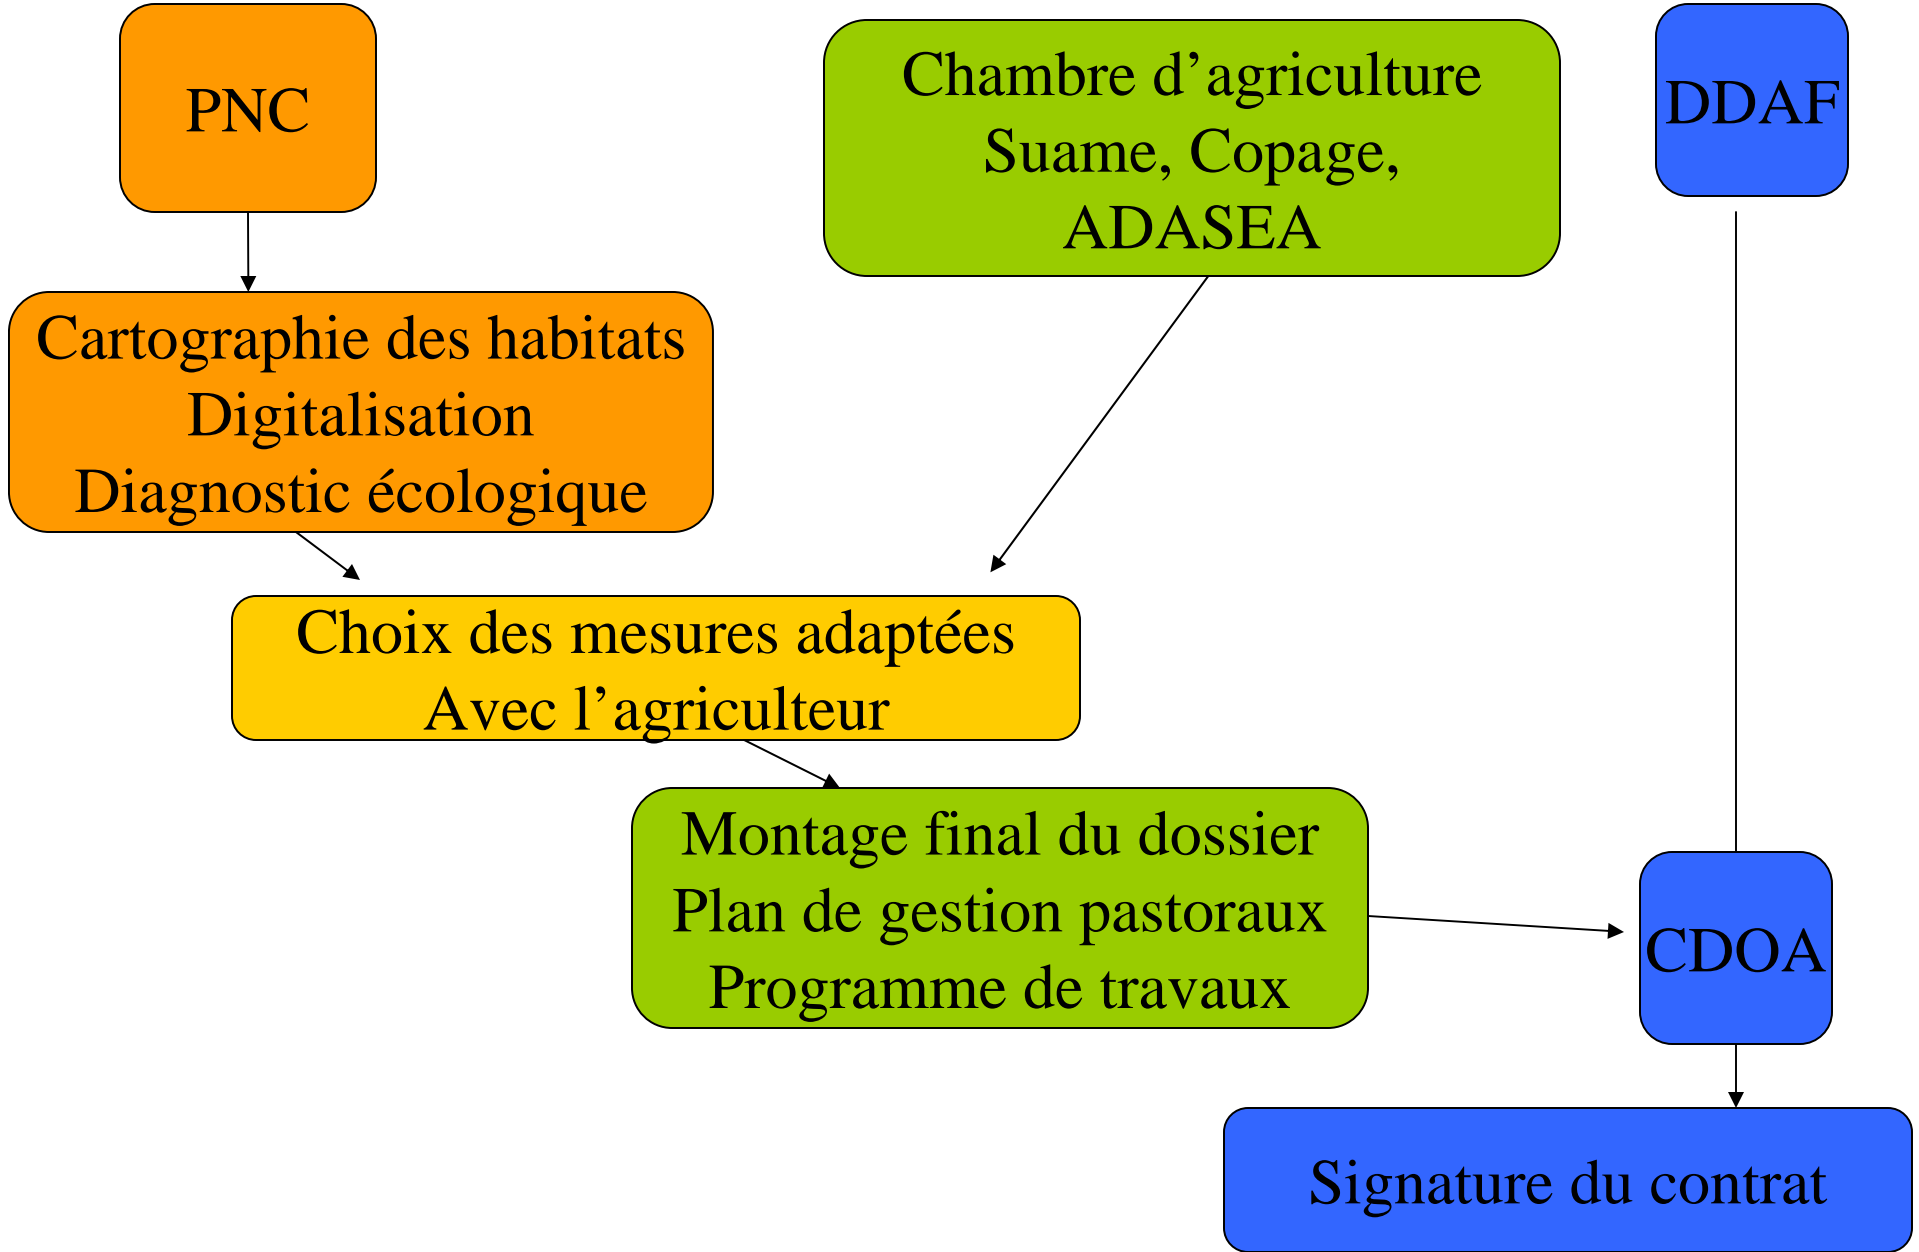 PNC
Chambre d’agriculture
Suame, Copage,
ADASEA
DDAF
Cartographie des habitats
Digitalisation
Diagnostic écologique
Choix des mesures adaptées
Avec l’agriculteur
Montage final du dossier
Plan de gestion pastoraux
Programme de travaux
CDOA
Signature du contrat